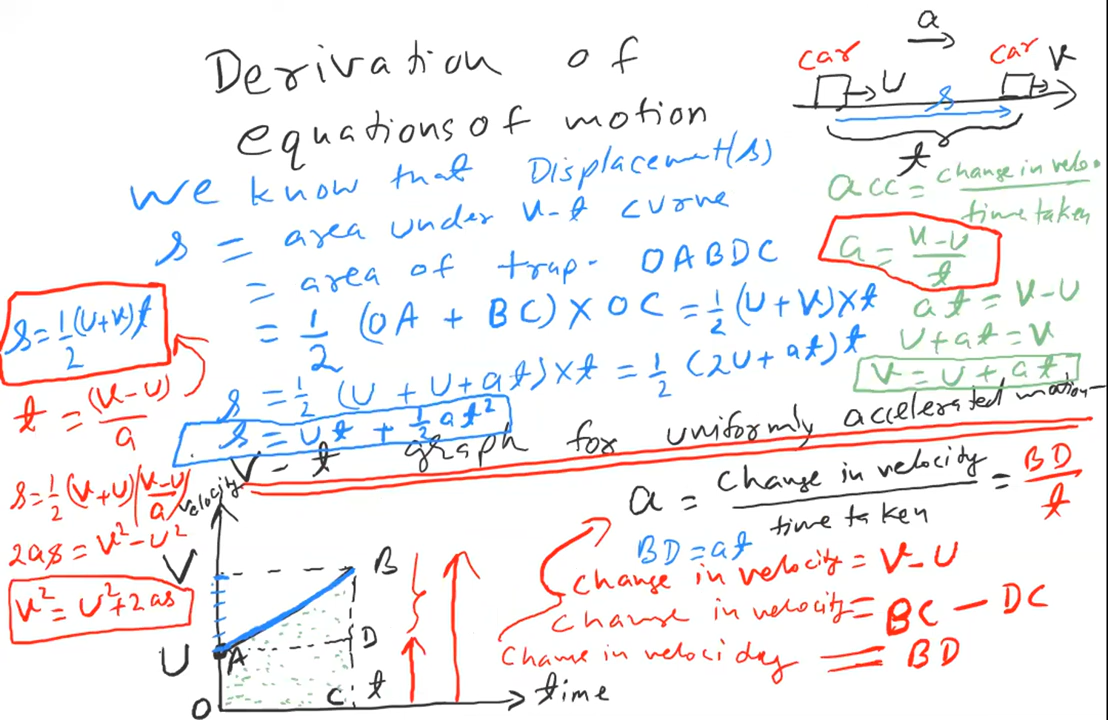 Derivation of
equations of motion
a
car
car
U
V
s
t
We know that Displacement(s)
s = area under v-t curve
= area of trap- OABDC
= 1/2 (OA + BC) X OC = 1/2 (U + V) X t
s = 1/2 (U + U + at) X t = 1/2 (2U + at) t
s = Ut + 1/2 at²
acc = change in velo.
time taken
a = V-U
t
at = V-U
U+at = V
V = U + at
s = 1/2 (U+V)t
t = (V-U)
a
s = 1/2 (V+U) (V-U)
a
2as = V²-U²
V² = U²+2as
V-t graph for uniformly accelerated motion-
a = change in velocity = BD
time taken t
BD = at
change in velocity = V-U
change in velocity = BC - DC
Chame in velociday = BD
Velocity
V
B
U
A
D
O
C
t
time